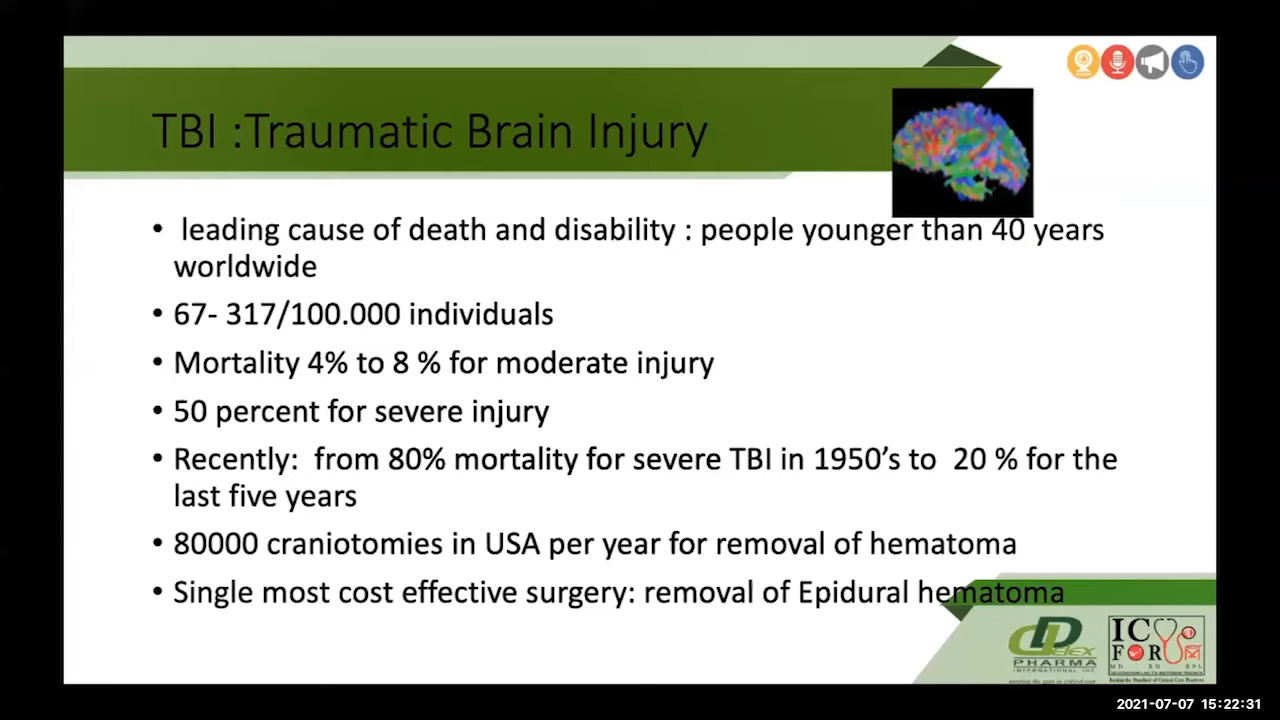 TBI :Traumatic Brain Injury
• leading cause of death and disability : people younger than 40 years
worldwide
• 67- 317/100.000 individuals
• Mortality 4% to 8 % for moderate injury
• 50 percent for severe injury
• Recently: from 80% mortality for severe TBI in 1950’s to 20 % for the
last five years
• 80000 craniotomies in USA per year for removal of hematoma
• Single most cost effective surgery: removal of Epidural hematoma
PHARMA
INTERNATIONAL INC
IC
FOR
MD RN
2021-07-07 15:22:31